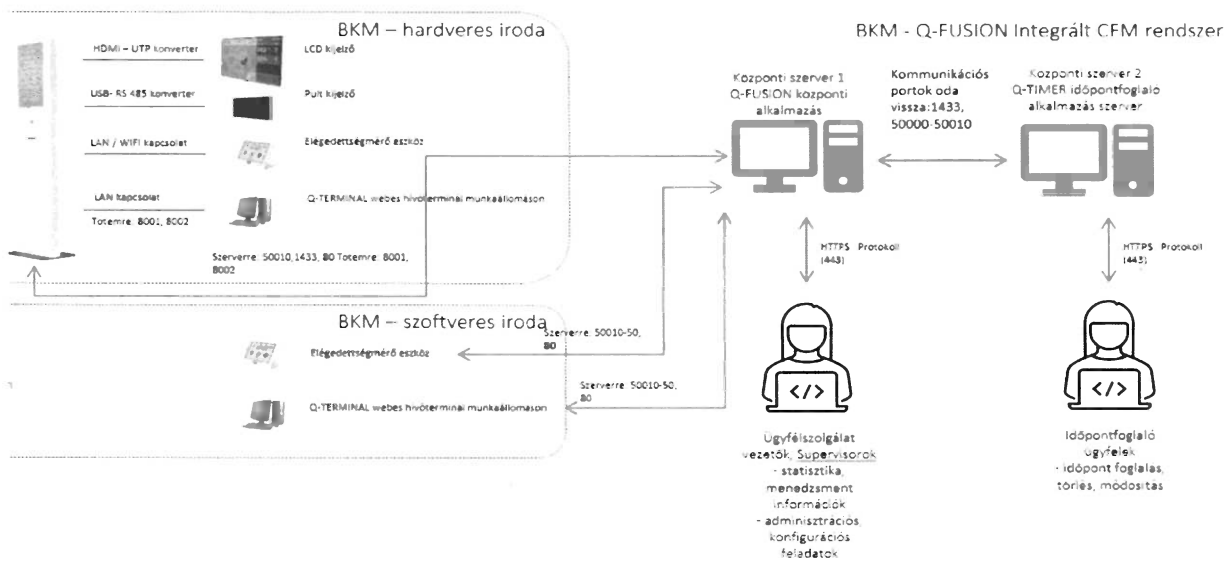 BKM – hardveres iroda
HDMI – UTP konverter
LCD kijelző
USB- RS 485 konverter
Pult kijelző
LAN / WIFI kapcsolat
Elégedettségmérő eszköz
LAN kapcsolat
Q-TERMINAL webes hívóterminál munkaállomáson
Totemre: 8001, 8002
Szerverre: 50010,1433, 80 Totemre: 8001,
8002
BKM – szoftveres iroda
Elégedettségmérő eszköz
Szerverre: 50010-50,
80
Q-TERMINAL webes hívóterminál munkaállomáson
Szerverre: 50010-50,
80
BKM - Q-FUSION Integrált CFM rendszer
Központi szerver 1
Q-FUSION központi
alkalmazás
Kommunikációs
portok oda
vissza:1433,
50000-50010
Központi szerver 2
Q-TIMER időpontfoglaló
alkalmazás szerver
HTTPS Protokoll
(443)
HTTPS Protokoll
(443)
</>
</>
Ügyfélszolgálat
vezetők, Supervisorok
- statisztika,
menedzsment
információk
- adminisztrációs,
konfigurációs
feladatok
Időpontfoglaló
ügyfelek
- időpont foglalás,
törlés, módosítás